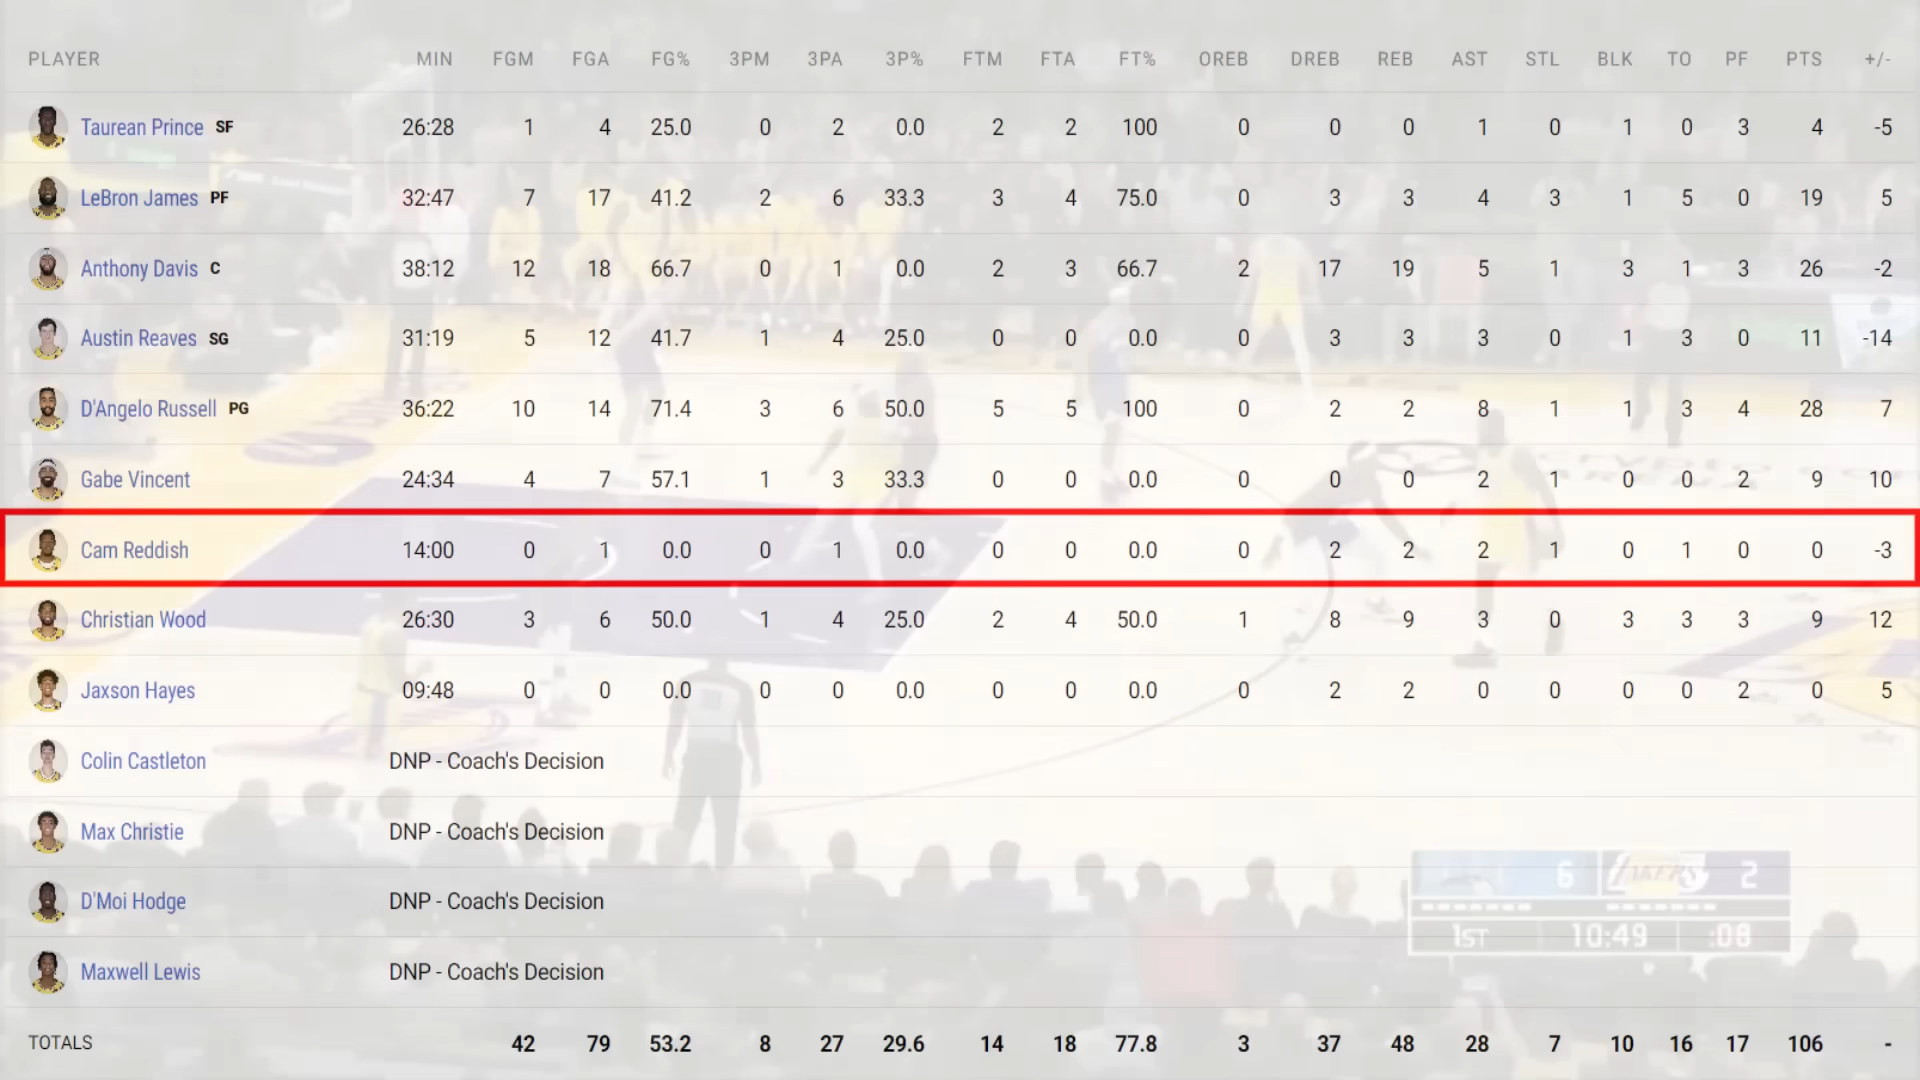 PLAYER MIN FGM FGA FG% 3PM 3PA 3P% FTM FTA FT% OREB DREB REB AST STL BLK TO PF PTS +/-
Taurean Prince SF 26:28 1 4 25.0 0 2 0.0 2 2 100 0 0 0 1 0 1 0 3 4 -5
LeBron James PF 32:47 7 17 41.2 2 6 33.3 3 4 75.0 0 3 3 4 3 1 5 0 19 5
Anthony Davis C 38:12 12 18 66.7 0 1 0.0 2 3 66.7 2 17 19 5 1 3 1 3 26 -2
Austin Reaves SG 31:19 5 12 41.7 1 4 25.0 0 0 0.0 0 3 3 3 0 1 3 0 11 -14
D'Angelo Russell PG 36:22 10 14 71.4 3 6 50.0 5 5 100 0 2 2 8 1 1 3 4 28 7
Gabe Vincent 24:34 4 7 57.1 1 3 33.3 0 0 0.0 0 0 0 2 1 0 0 2 9 10
Cam Reddish 14:00 0 1 0.0 0 1 0.0 0 0 0.0 0 2 2 2 1 0 1 0 0 -3
Christian Wood 26:30 3 6 50.0 1 4 25.0 2 4 50.0 1 8 9 3 0 3 3 3 9 12
Jaxson Hayes 09:48 0 0 0.0 0 0 0.0 0 0 0.0 0 2 2 0 0 0 0 2 0 5
Colin Castleton DNP - Coach's Decision
Max Christie DNP - Coach's Decision
6 LAKERS 2
D'Moi Hodge DNP - Coach's Decision
1ST 10:49 :08
Maxwell Lewis DNP - Coach's Decision
TOTALS 42 79 53.2 8 27 29.6 14 18 77.8 3 37 48 28 7 10 16 17 106 -